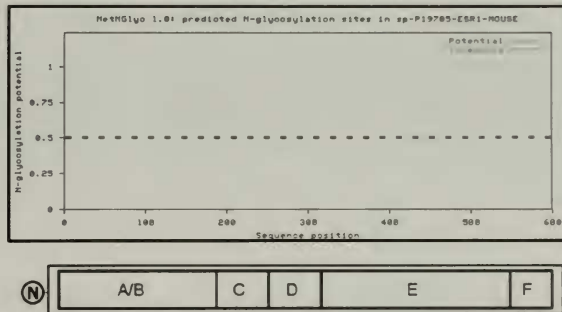 NetNGlyo 1.0: predicted N-glycosylation sites in sp-P19785-ESR1-MOUSE
Potential
N-glycosylation potential
1
0.75
0.5
0.25
0
0 100 200 300 400 500 600
Sequence position
N A/B C D E F